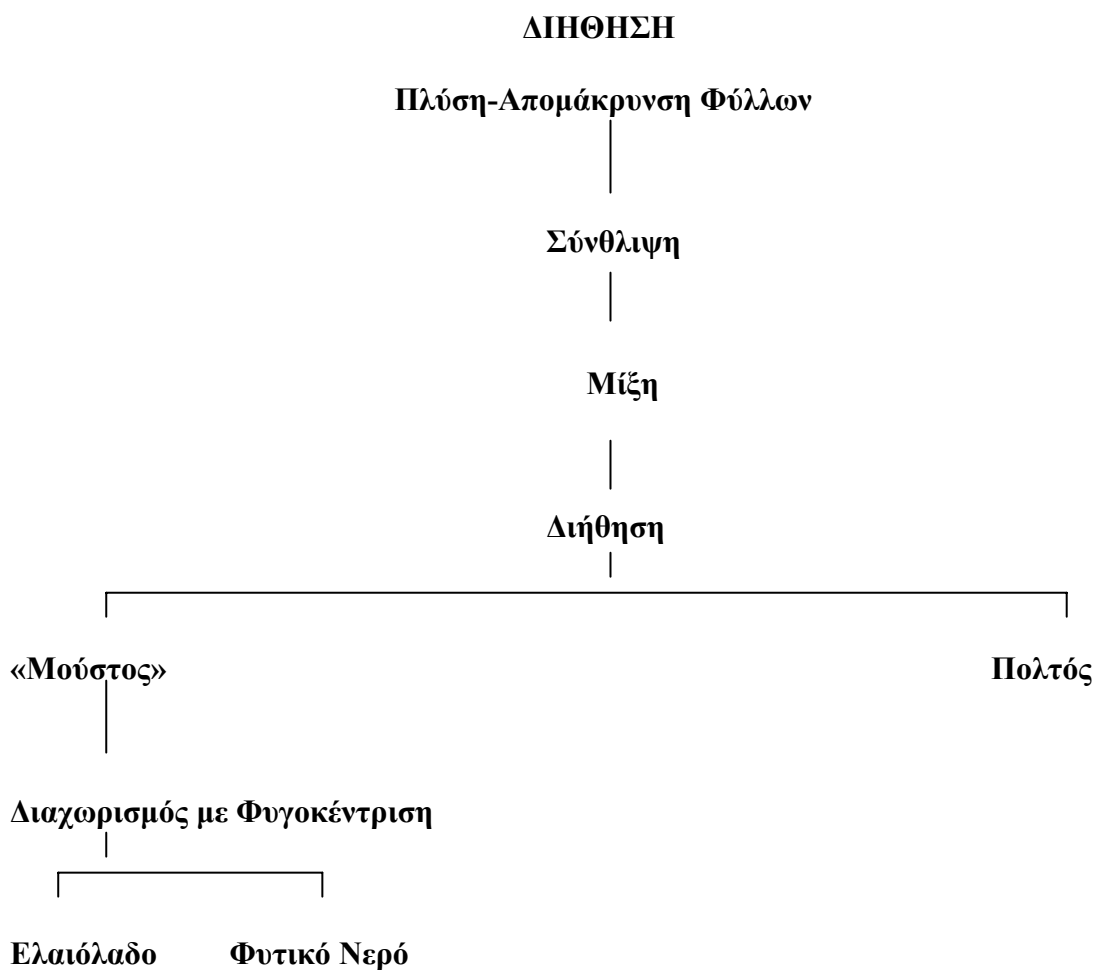 ΔΙΗΘΗΣΗ
Πλύση-Απομάκρυνση Φύλλων
Σύνθλιψη
Μίξη
Διήθηση
«Μούστος» Πολτός
Διαχωρισμός με Φυγοκέντριση
Ελαιόλαδο Φυτικό Νερό